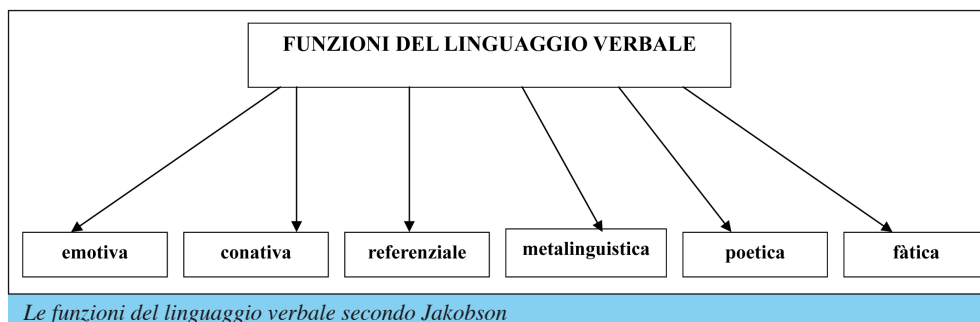 FUNZIONI DEL LINGUAGGIO VERBALE
emotiva
conativa
referenziale
metalinguistica
poetica
fàtica
Le funzioni del linguaggio verbale secondo Jakobson